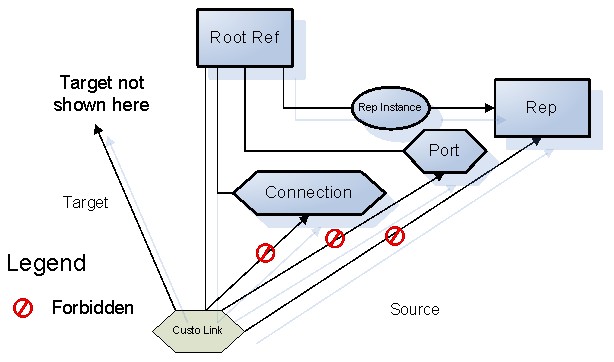 Root Ref
Target not
shown here
Rep Instance
Rep
Port
Connection
Target
Legend
Forbidden
Source
Custo Link